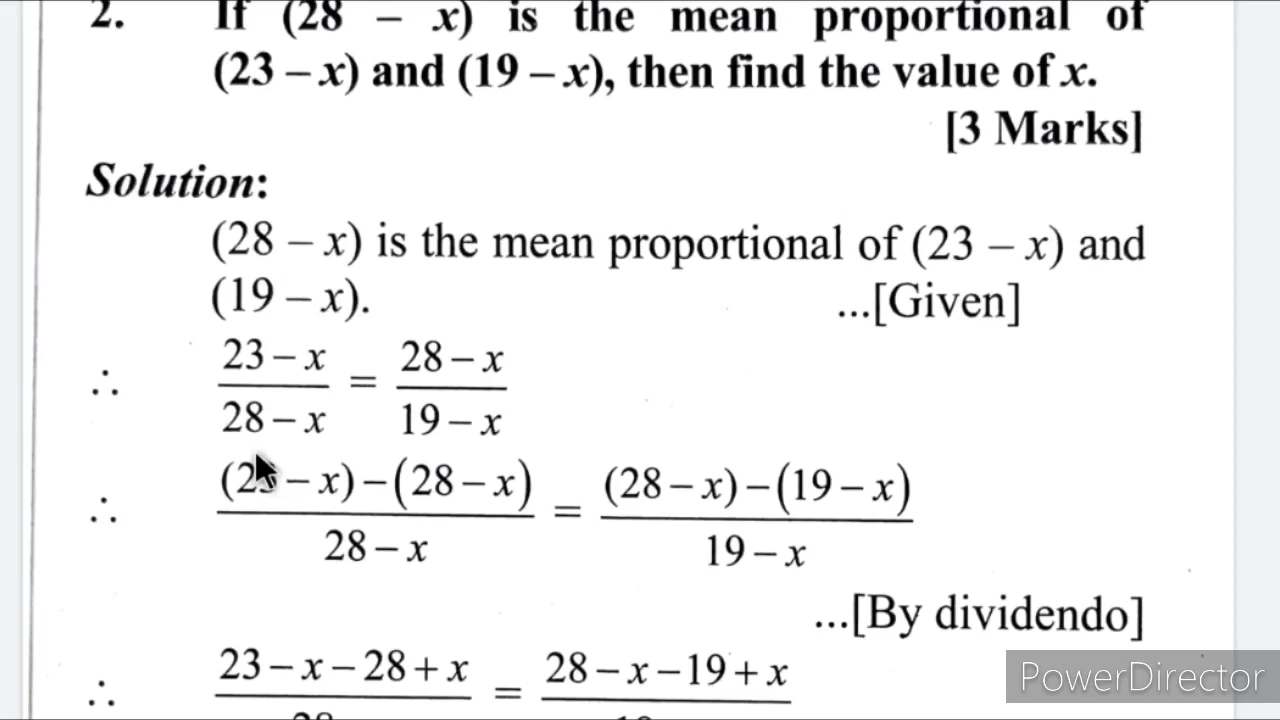 2. If (28 – x) is the mean proportional of
(23 – x) and (19 – x), then find the value of x.
[3 Marks]
Solution:
(28 – x) is the mean proportional of (23 – x) and
(19 – x). ...[Given]
∴ (23 – x)/(28 – x) = (28 – x)/(19 – x)
∴ ((23 – x) – (28 – x))/(28 – x) = ((28 – x) – (19 – x))/(19 – x)
...[By dividendo]
∴ 23 – x – 28 + x = 28 – x – 19 + x
PowerDirector